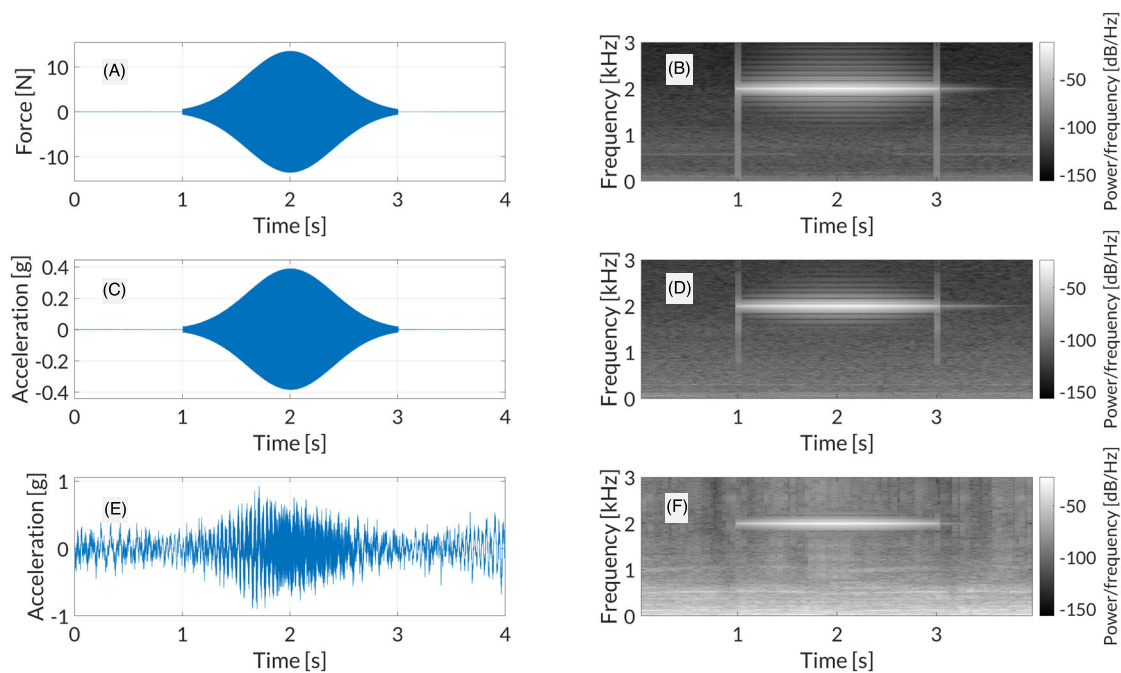 (A)
Force [N]
10
0
-10
0 1 2 3 4
Time [s]
(B)
Frequency [kHz]
3
2
1
0
1 2 3
Time [s]
-50
-100
-150
Power/frequency [dB/Hz]
(C)
Acceleration [g]
0.4
0.2
0
-0.2
-0.4
0 1 2 3 4
Time [s]
(D)
Frequency [kHz]
3
2
1
0
1 2 3
Time [s]
-50
-100
-150
Power/frequency [dB/Hz]
(E)
Acceleration [g]
1
0
-1
0 1 2 3 4
Time [s]
(F)
Frequency [kHz]
3
2
1
0
1 2 3
Time [s]
-50
-100
-150
Power/frequency [dB/Hz]